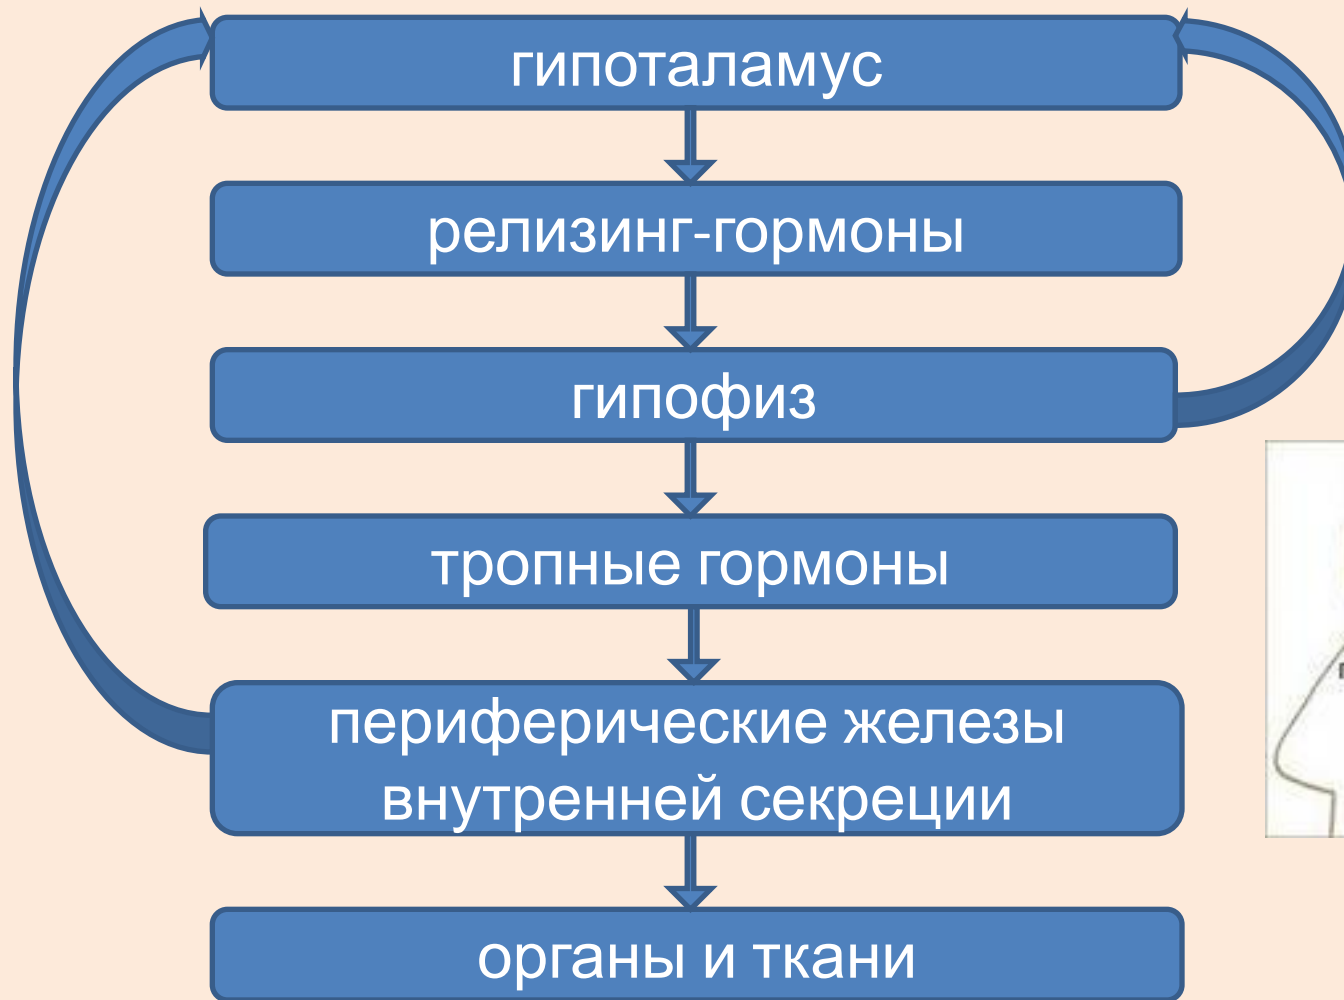 гипоталамус
релизинг-гормоны
гипофиз
тропные гормоны
периферические железы
внутренней секреции
органы и ткани